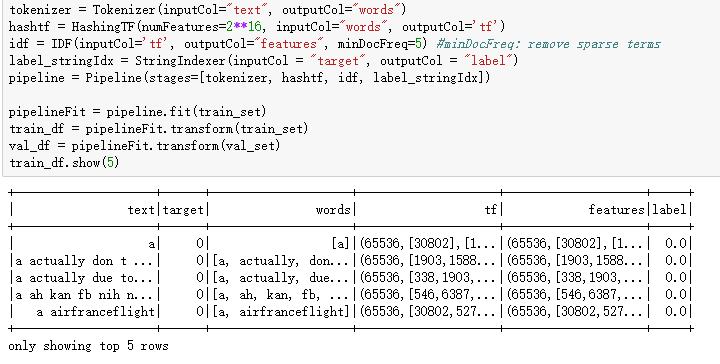 tokenizer = Tokenizer(inputCol="text", outputCol="words")
hashtf = HashingTF(numFeatures=2**16, inputCol="words", outputCol='tf')
idf = IDF(inputCol='tf', outputCol="features", minDocFreq=5) #minDocFreq: remove sparse terms
label_stringIdx = StringIndexer(inputCol = "target", outputCol = "label")
pipeline = Pipeline(stages=[tokenizer, hashtf, idf, label_stringIdx])

pipelineFit = pipeline.fit(train_set)
train_df = pipelineFit.transform(train_set)
val_df = pipelineFit.transform(val_set)
train_df.show(5)

+--------------------+------+--------------------+--------------------+--------------------+-----+
|                text|target|               words|                  tf|            features|label|
+--------------------+------+--------------------+--------------------+--------------------+-----+
|                   a|     0|                 [a]|(65536,[30802],[1...|(65536,[30802],[1...|  0.0|
|a actually don t ...|     0|[a, actually, don...|(65536,[1903,1588...|(65536,[1903,1588...|  0.0|
|a actually due to...|     0|[a, actually, due...|(65536,[338,1903,...|(65536,[338,1903,...|  0.0|
|a ah kan fb nih n...|     0|[a, ah, kan, fb, ...|(65536,[546,6387,...|(65536,[546,6387,...|  0.0|
|   a airfranceflight|     0|[a, airfranceflight]|(65536,[30802,527...|(65536,[30802,527...|  0.0|
+--------------------+------+--------------------+--------------------+--------------------+-----+
only showing top 5 rows